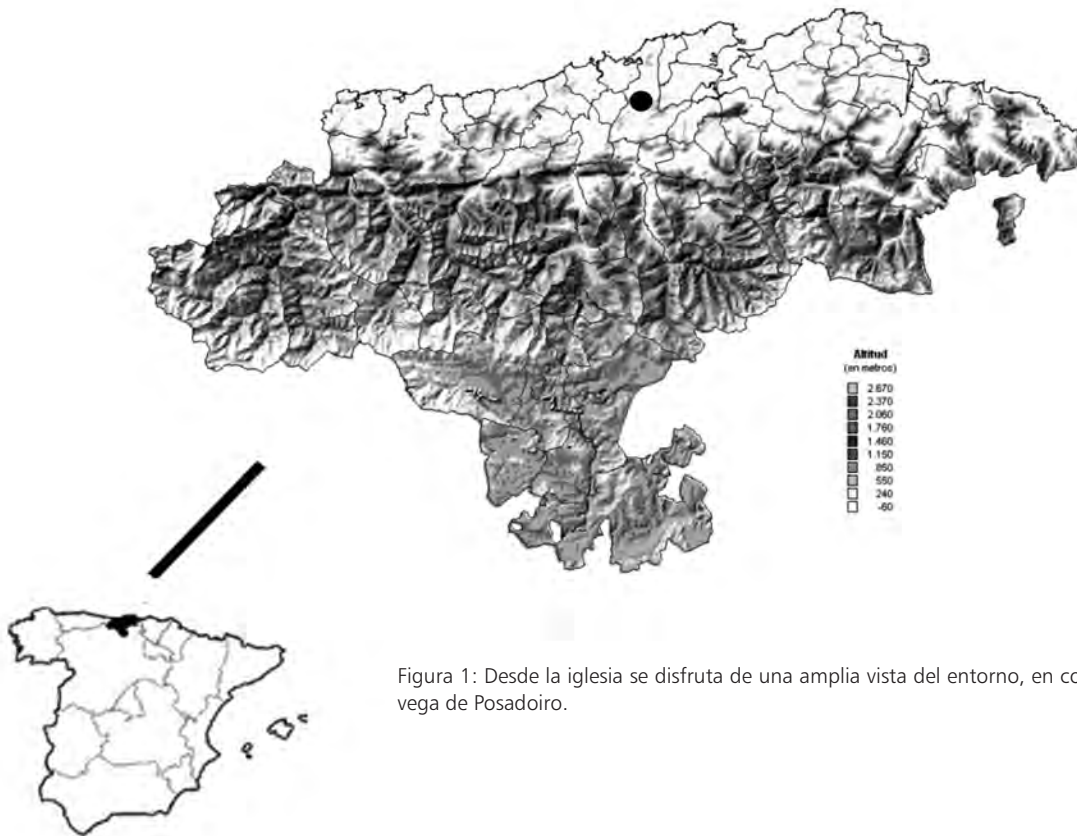 Altitud
(en metros)
2.670
2.370
2.060
1.760
1.460
1.150
850
550
240
-60
Figura 1: Desde la iglesia se disfruta de una amplia vista del entorno, en co
vega de Posadoiro.